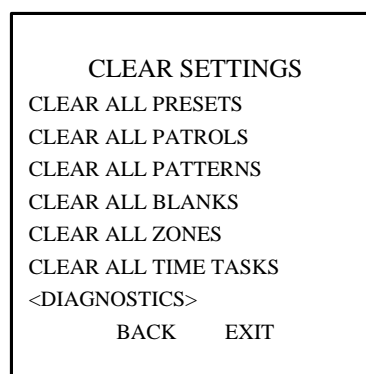 CLEAR SETTINGS
CLEAR ALL PRESETS
CLEAR ALL PATROLS
CLEAR ALL PATTERNS
CLEAR ALL BLANKS
CLEAR ALL ZONES
CLEAR ALL TIME TASKS
<DIAGNOSTICS>
BACK EXIT